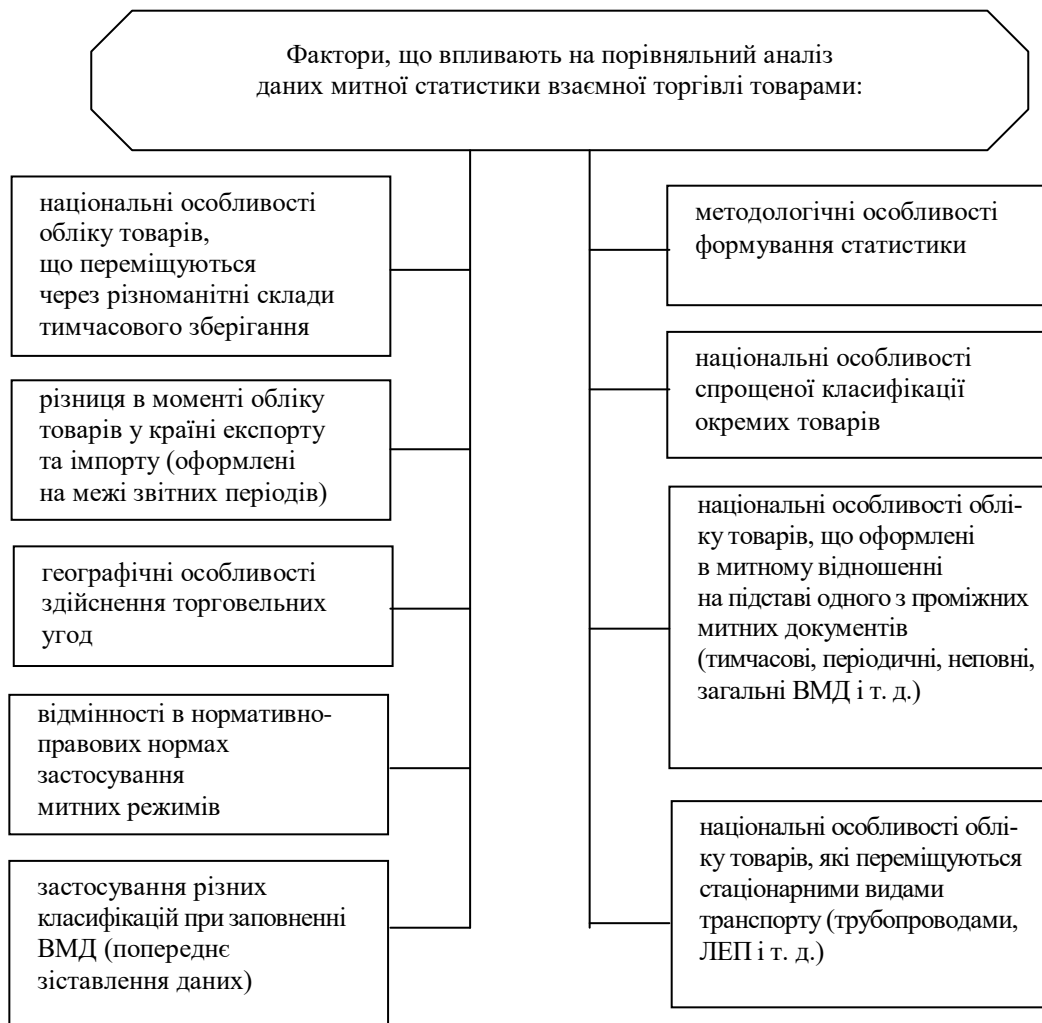 Фактори, що впливають на порівняльний аналіз
даних митної статистики взаємної торгівлі товарами:
національні особливості
обліку товарів,
що переміщуються
через різноманітні склади
тимчасового зберігання
різниця в моменті обліку
товарів у країні експорту
та імпорту (оформлені
на межі звітних періодів)
географічні особливості
здійснення торговельних
угод
відмінності в нормативно-
правових нормах
застосування
митних режимів
застосування різних
класифікацій при заповненні
ВМД (попереднє
зіставлення даних)
методологічні особливості
формування статистики
національні особливості
спрощеної класифікації
окремих товарів
національні особливості облі-
ку товарів, що оформлені
в митному відношенні
на підставі одного з проміжних
митних документів
(тимчасові, періодичні, неповні,
загальні ВМД і т. д.)
національні особливості облі-
ку товарів, які переміщуються
стаціонарними видами
транспорту (трубопроводами,
ЛЕП і т. д.)